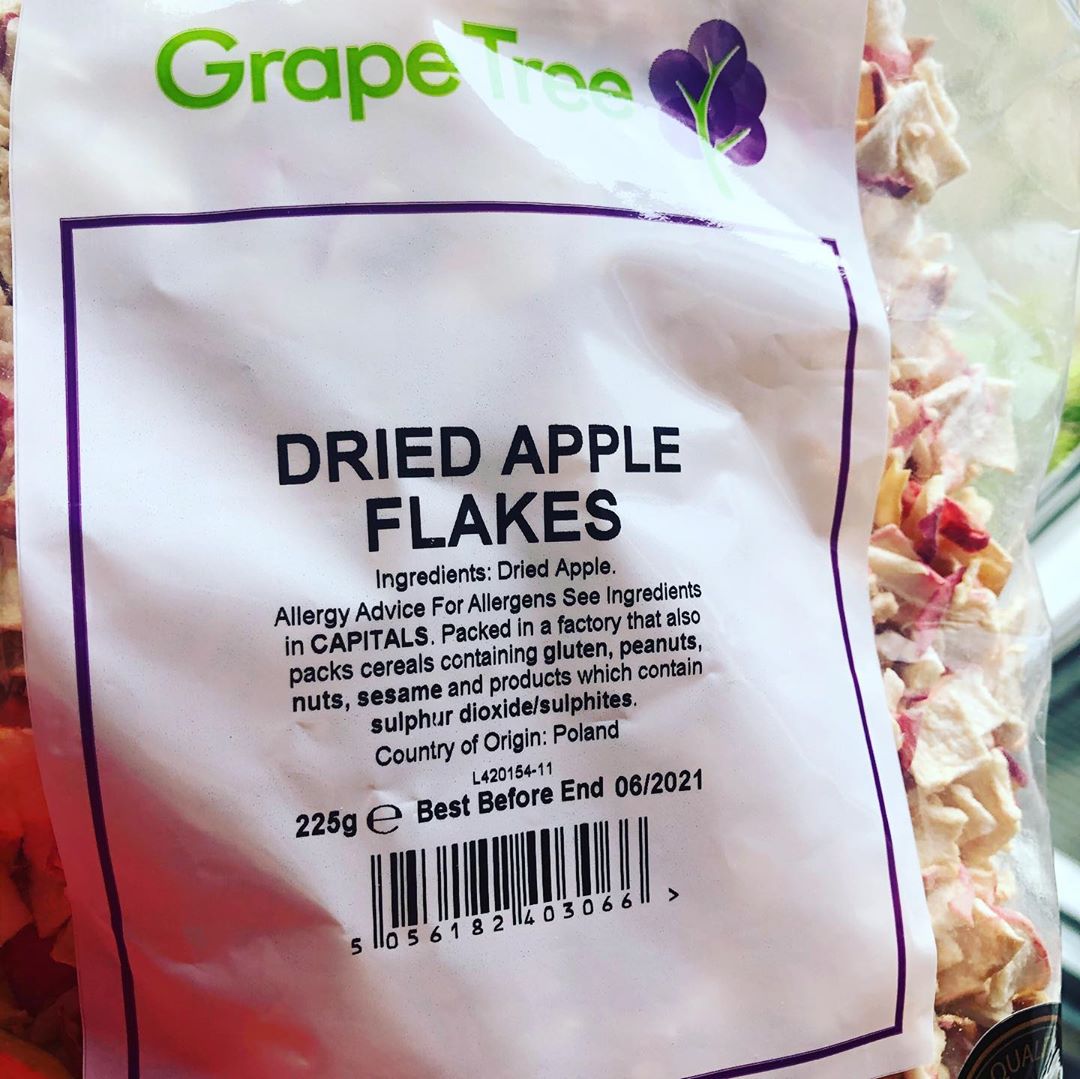 Grape Tree
DRIED APPLE
FLAKES
Ingredients: Dried Apple.
Allergy Advice For Allergens See Ingredients
in CAPITALS. Packed in a factory that also
packs cereals containing gluten, peanuts,
nuts, sesame and products which contain
sulphur dioxide/sulphites.
Country of Origin: Poland
L420154-11
225g ℮ Best Before End 06/2021
5 056182 403066 >